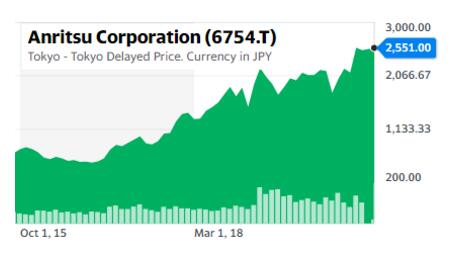 Anritsu Corporation (6754.T)
Tokyo - Tokyo Delayed Price. Currency in JPY
3,000.00
2,551.00
2,066.67
1,133.33
200.00
Oct 1, 15
Mar 1, 18